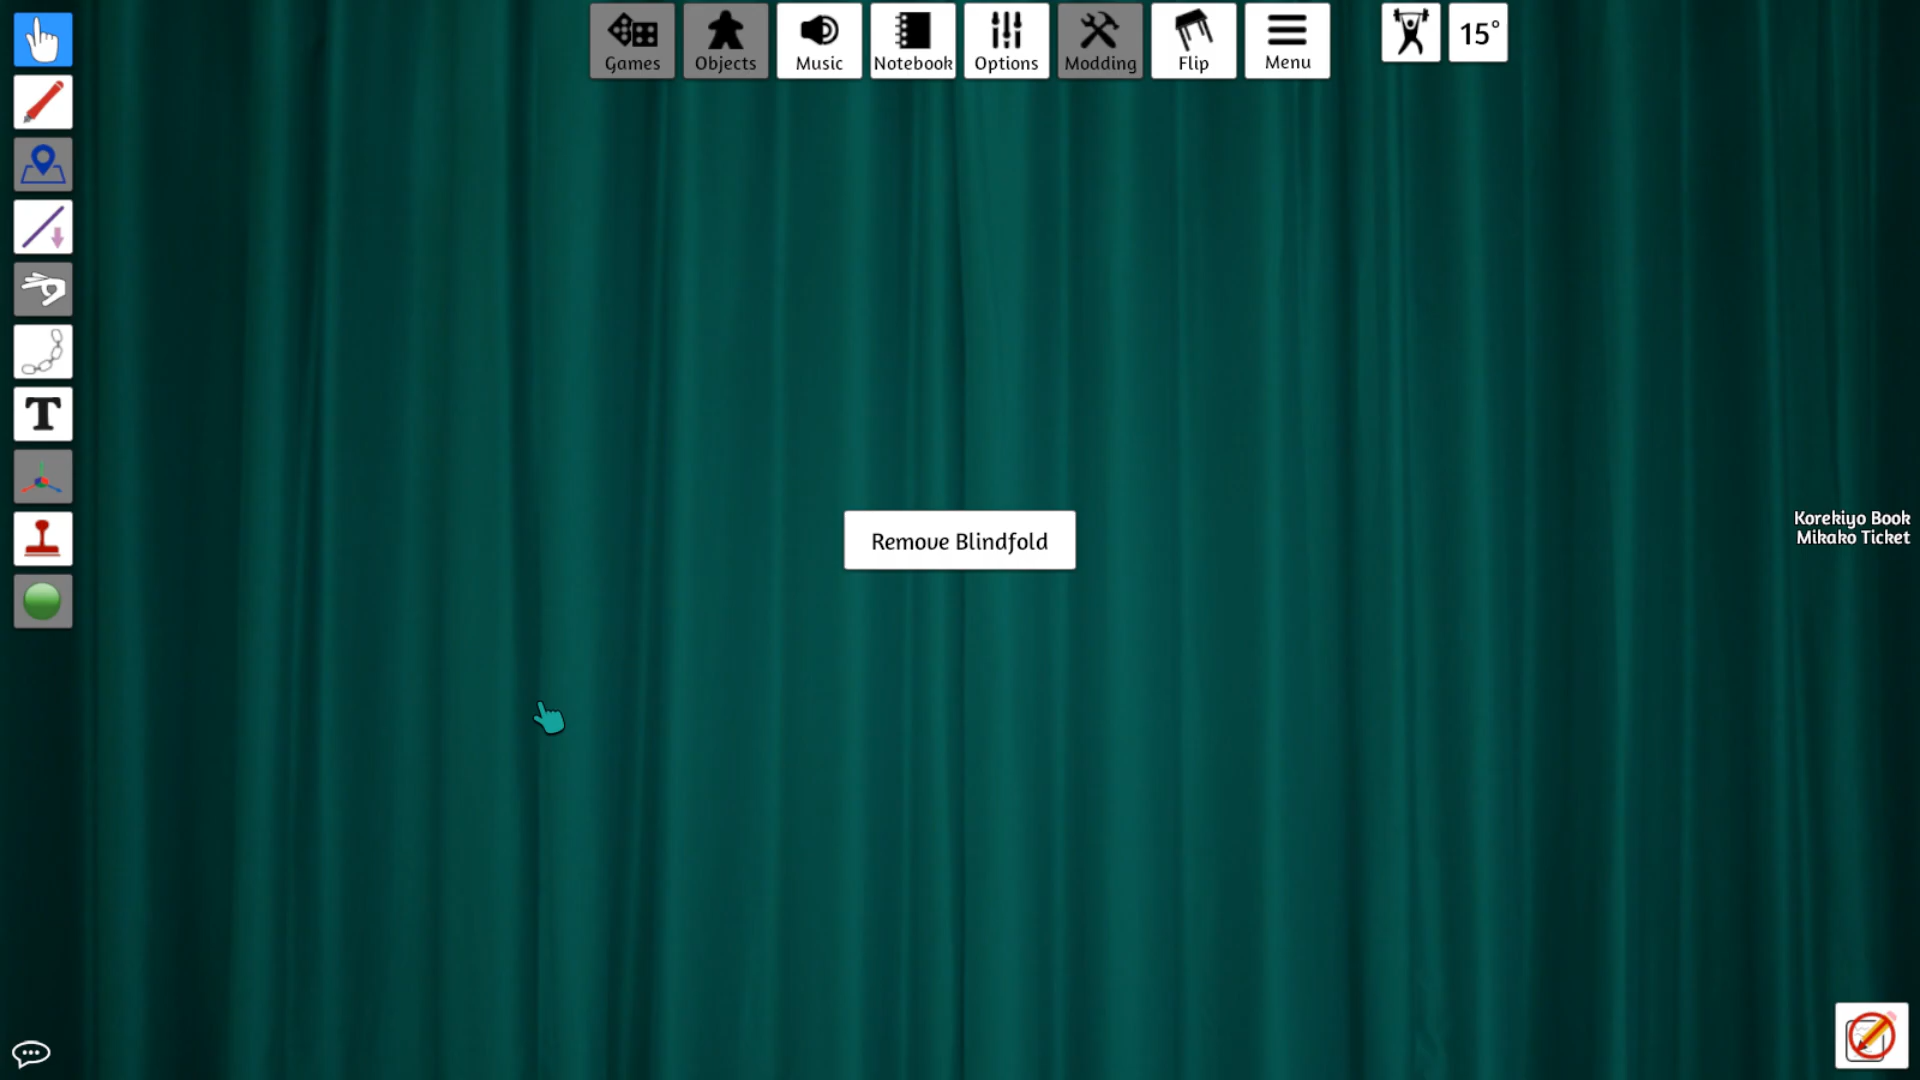 Games
Objects
Music
Notebook
Options
Modding
Flip
Menu
15°
T
Remove Blindfold
Korekiyo Book
Mikako Ticket